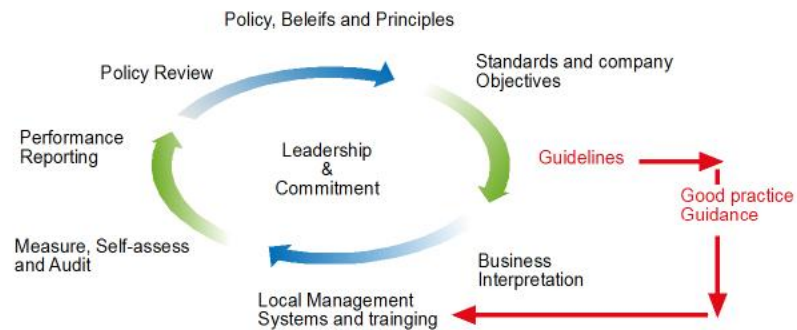 Policy, Beleifs and Principles
Policy Review
Standards and company
Objectives
Performance
Reporting
Leadership
&
Commitment
Guidelines
Good practice
Guidance
Measure, Self-assess
and Audit
Business
Interpretation
Local Management
Systems and trainging